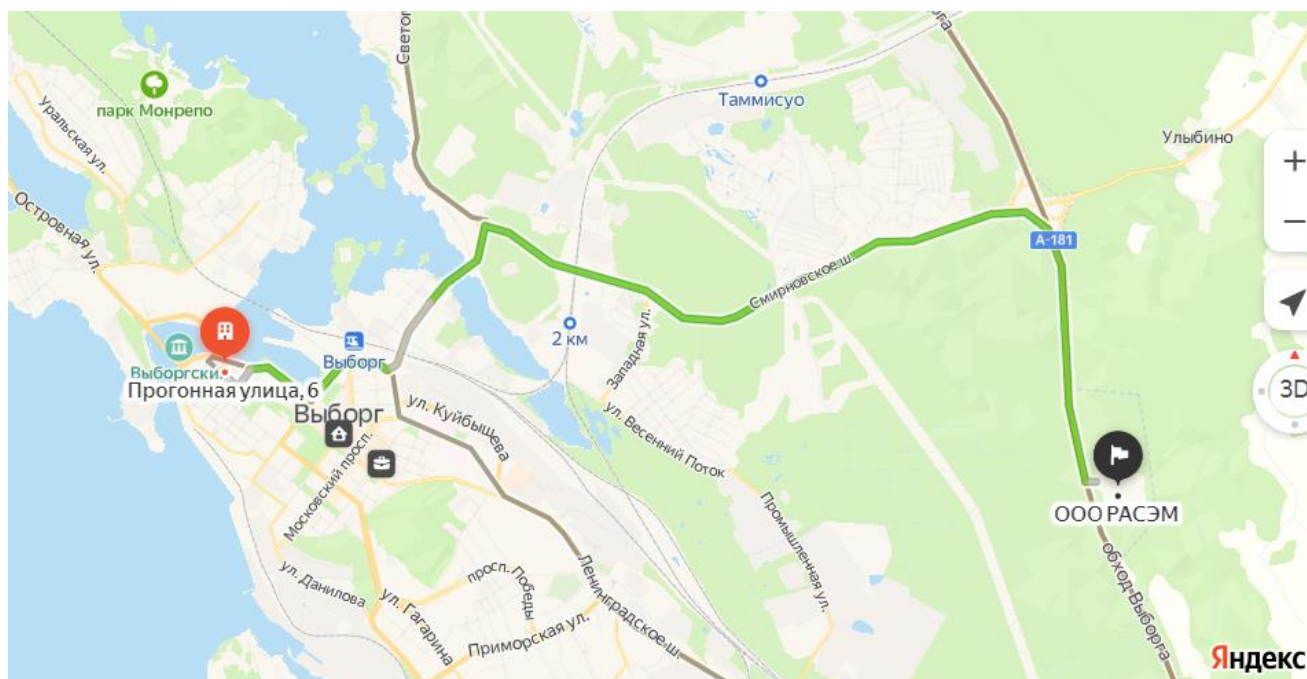 Светог
га
парк Монрепо
Уральская ул.
Таммисуо
Улыбино
Островная ул.
А-181
Смирновское ш.
2 км
Выборг
Выборгски
Прогонная улица, 6
Выборг
Западная ул.
ул. Куйбышева
ул. Весенний Поток
Московский просп.
Промышленная ул.
ООО РАСЭМ
обход Выборга
ул. Данилова
ул. Гагарина
просп. Победы
Приморская ул.
Ленинградское ш.
+
−
3D
Яндекс